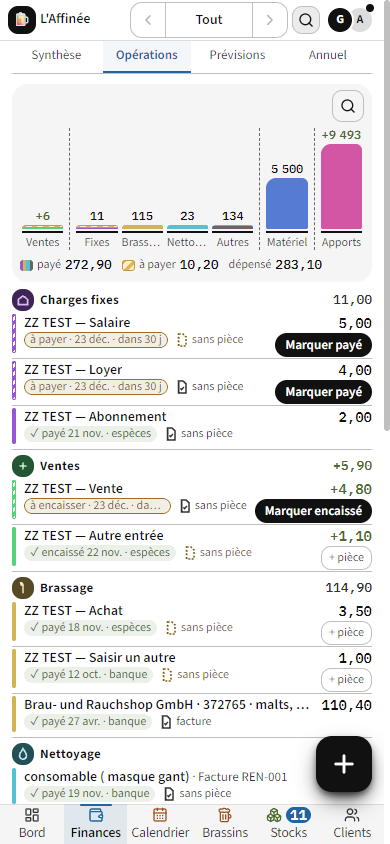 L'Affinée
Tout
G A
Synthèse Opérations Prévisions Annuel
+6 11 115 23 134 5 500 +9 493
Ventes Fixes Brass… Netto… Autres Matériel Apports
payé 272,90 à payer 10,20 dépensé 283,10
Charges fixes 11,00
ZZ TEST — Salaire 5,00
à payer · 23 déc. · dans 30 j sans pièce Marquer payé
ZZ TEST — Loyer 4,00
à payer · 23 déc. · dans 30 j sans pièce Marquer payé
ZZ TEST — Abonnement 2,00
✓ payé 21 nov. · espèces sans pièce
Ventes +5,90
ZZ TEST — Vente +4,80
à encaisser · 23 déc. · da… sans pièce Marquer encaissé
ZZ TEST — Autre entrée +1,10
✓ encaissé 22 nov. · espèces sans pièce + pièce
Brassage 114,90
ZZ TEST — Achat 3,50
✓ payé 18 nov. · espèces sans pièce + pièce
ZZ TEST — Saisir un autre 1,00
✓ payé 12 oct. · banque sans pièce + pièce
Brau- und Rauchshop GmbH · 372765 · malts, … 110,40
✓ payé 27 avr. · banque facture
Nettoyage
consomable ( masque gant) · Facture REN-001
✓ payé 19 nov. · banque sans pièce
+
Bord Finances Calendrier Brassins Stocks 11 Clients